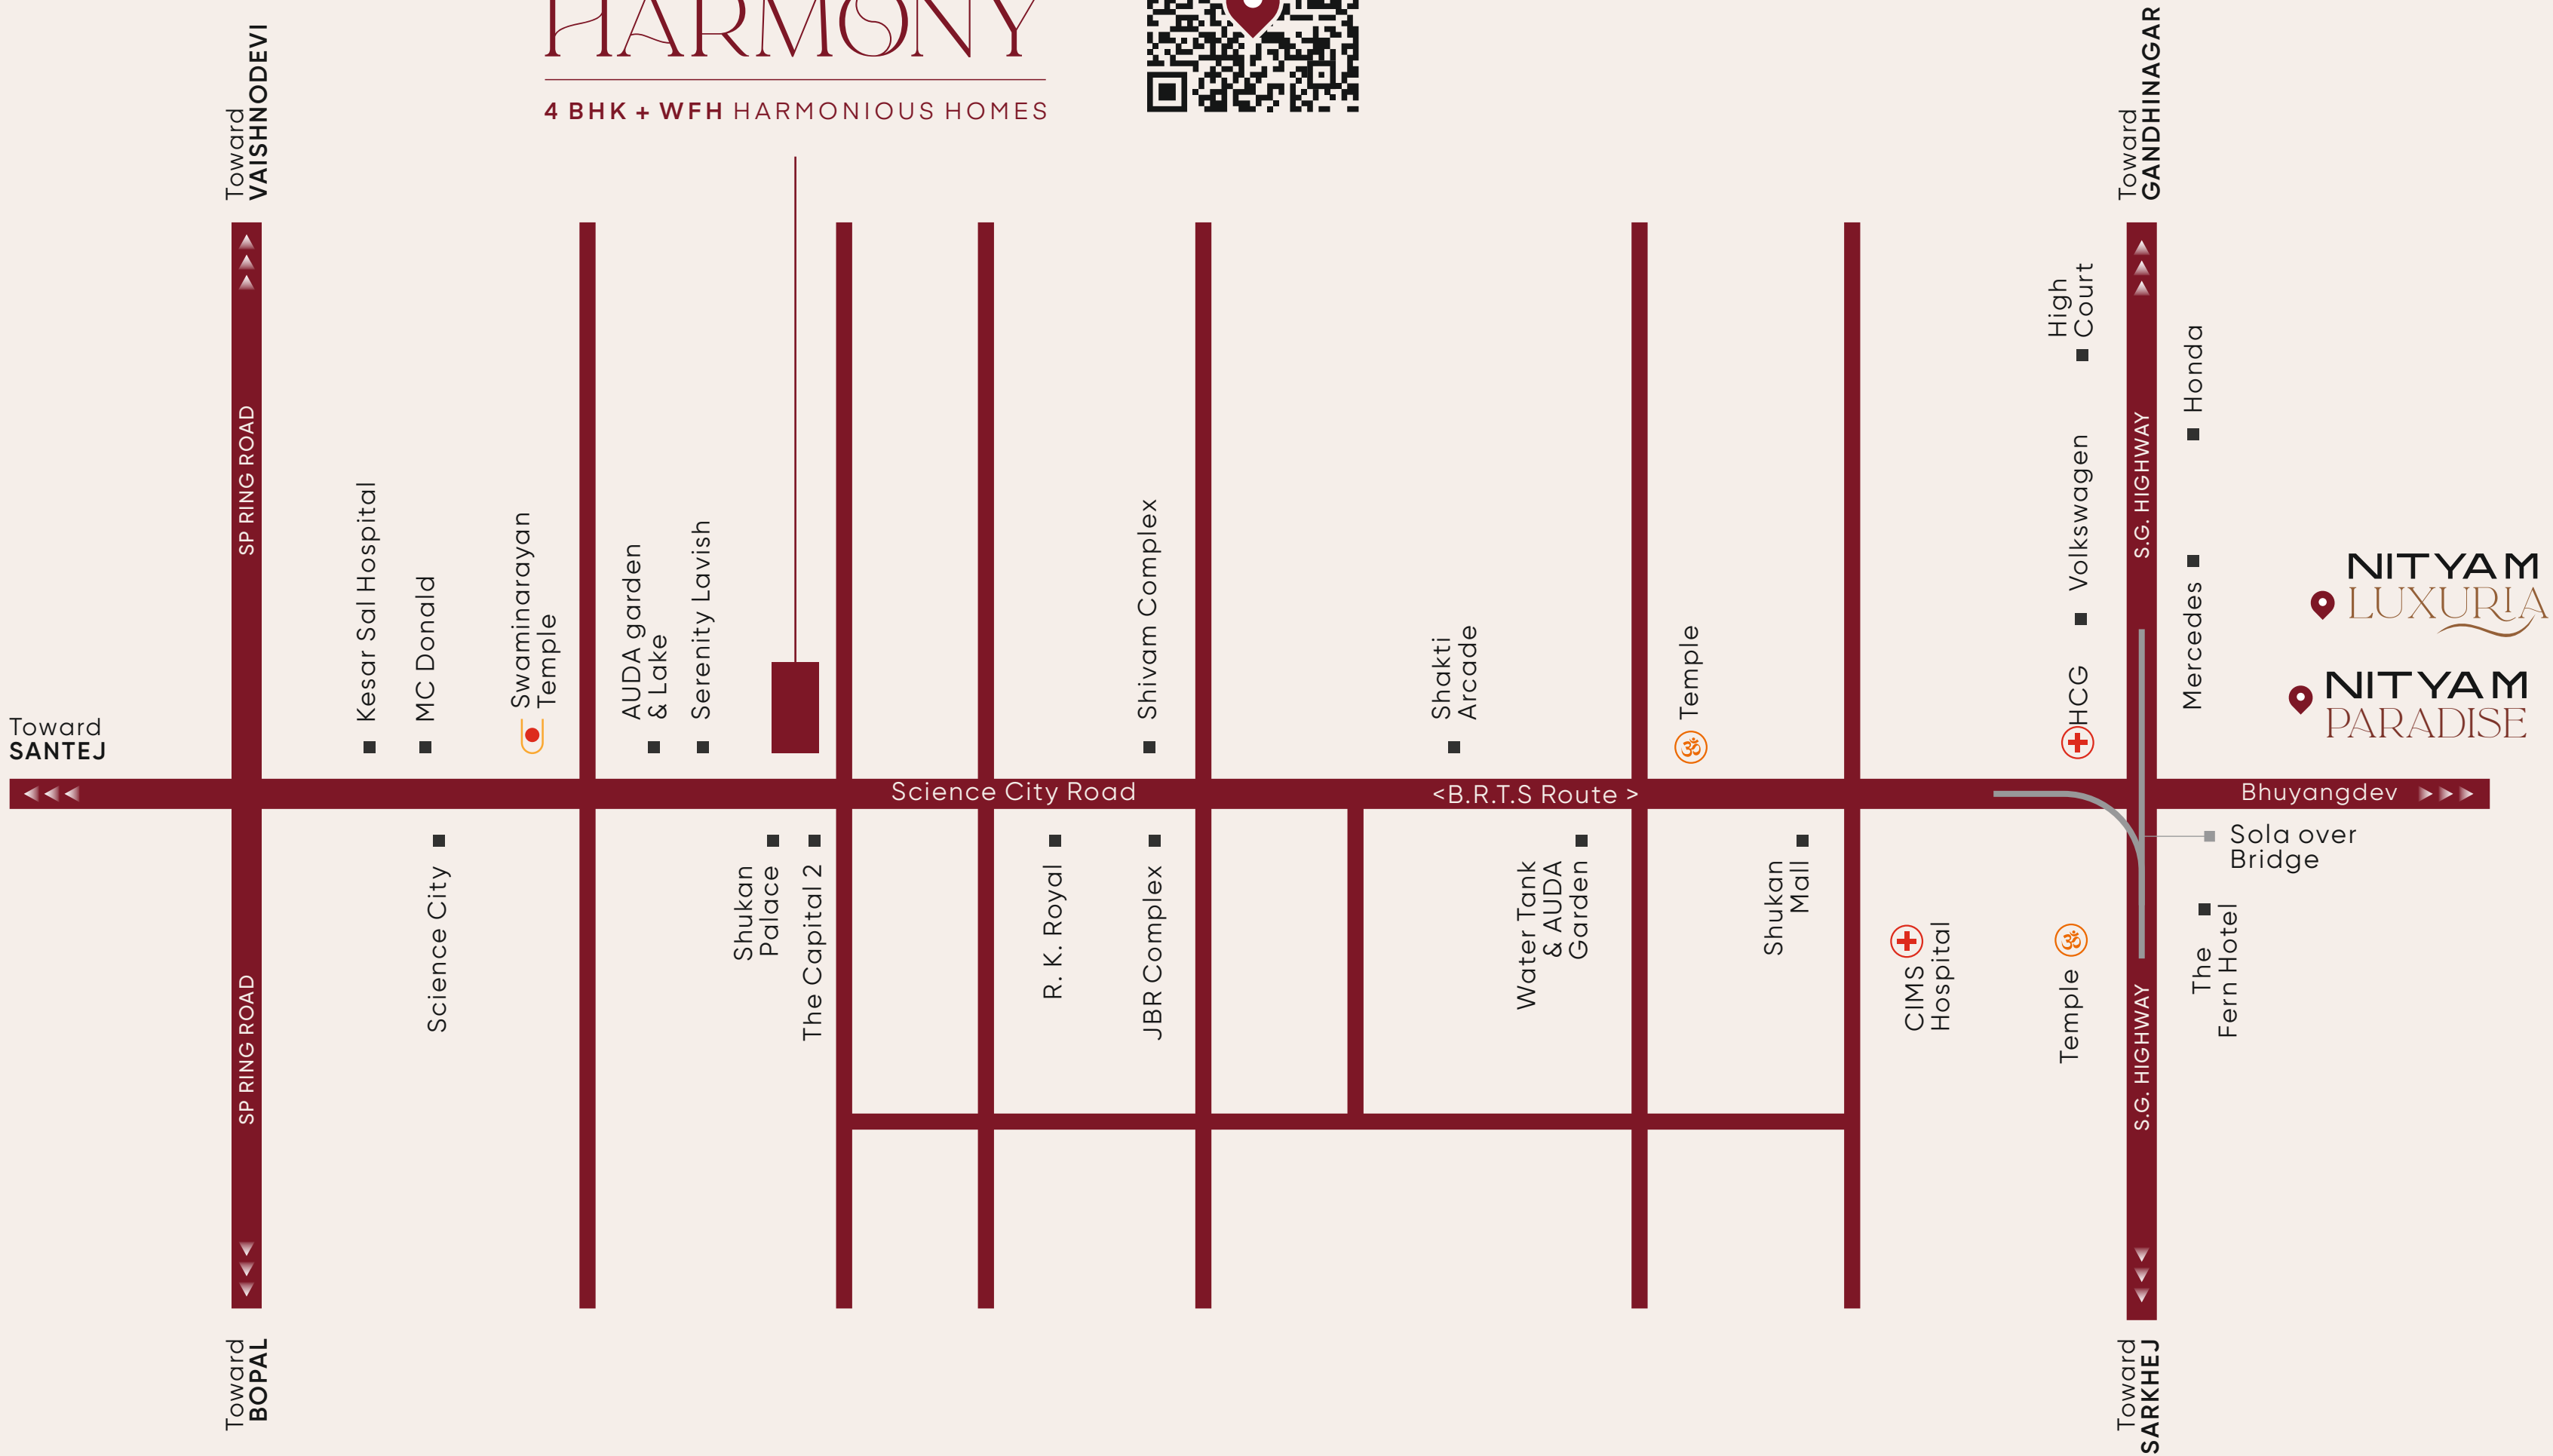 HARMONY
4 BHK + WFH HARMONIOUS HOMES
Toward
VAISHNODEVI
Toward
GANDHINAGAR
SP RING ROAD
Kesar Sal Hospital
MC Donald
Swaminarayan
Temple
AUDA garden
& Lake
Serenity Lavish
Shivam Complex
Shakti
Arcade
Temple
High
Court
Volkswagen
HCG
S.G. HIGHWAY
Honda
Mercedes
NITYAM
LUXURIA
NITYAM
PARADISE
Toward
SANTEJ
Science City Road
<B.R.T.S Route >
Bhuyangdev
Sola over
Bridge
Science City
Shukan
Palace
The Capital 2
R. K. Royal
JBR Complex
Water Tank
& AUDA
Garden
Shukan
Mall
CIMS
Hospital
Temple
The
Fern Hotel
SP RING ROAD
S.G. HIGHWAY
Toward
BOPAL
Toward
SARKHEJ